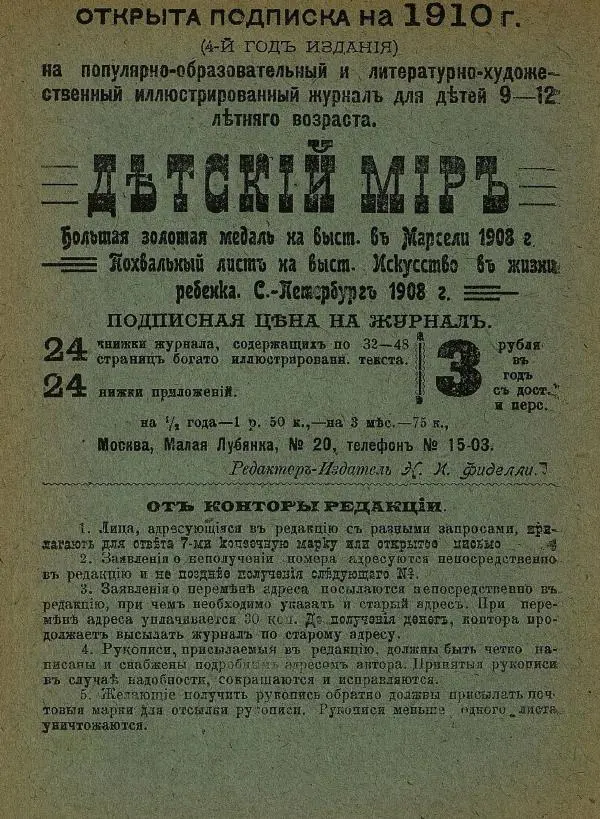 ОТКРЫТА ПОДПИСКА на 1910 г.
(4-Й ГОДЪ ИЗДАНІЯ)
на популярно-образовательный и литературно-художе-
ственный иллюстрированный журналъ для дѣтей 9—12
лѣтняго возраста.
ДѢТСКІЙ МІРЪ
Большая золотая медаль на выст. въ Марсели 1908 г.
Похвальный листъ на выст. Искусство въ жизни
ребенка. С.-Петербургъ 1908 г.
ПОДПИСНАЯ ЦѢНА НА ЖУРНАЛЪ.
24 книжки журнала, содержащихъ по 32—48
страницъ богато иллюстрированн. текста.
24 нижки приложеній.
3 рубля
въ
годъ
съ дост.
и перс.
на ½ года—1 р. 50 к.,—на 3 мѣс.—75 к.,
Москва, Малая Лубянка, № 20, телефонъ № 15-03.
Редакторъ-Издатель Н. И. Фиделли.
ОТЪ КОНТОРЫ РЕДАКЦІИ.
1. Лица, адресующіяся въ редакцію съ разными запросами, при-
лагаютъ для отвѣта 7-ми копѣечную марку или открытое письмо
2. Заявленія о неполученіи номера адресуются непосредственно
въ редакцію и не позднѣе полученія слѣдующаго №.
3. Заявленія о перемѣнѣ адреса посылаются непосредственно въ
редакцію, при чемъ необходимо указать и старый адресъ. При пере-
мѣнѣ адреса уплачивается 30 коп. До полученія денегъ, контора про-
должаетъ высылать журналъ по старому адресу.
4. Рукописи, присылаемыя въ редакцію, должны быть четко на-
писаны и снабжены подробнымъ адресомъ автора. Принятыя рукописи
въ случаѣ надобности, сокращаются и исправляются.
5. Желающіе получить рукопись обратно должны присылать поч-
товыя марки для отсылки рукописи. Рукописи меньше одного листа
уничтожаются.